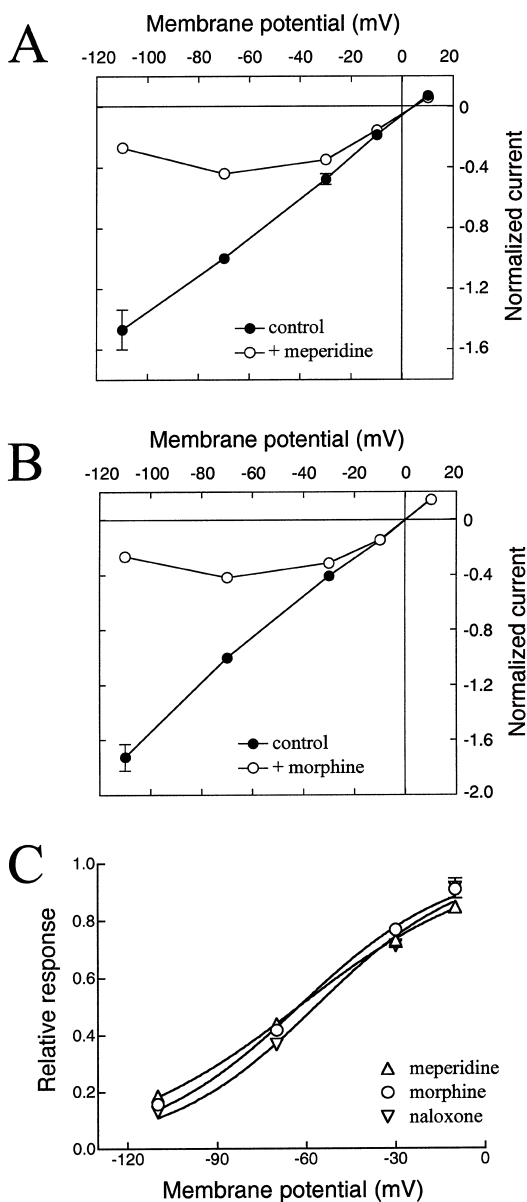 A
Membrane potential (mV)
-120 -100 -80 -60 -40 -20 0 20
0
-0.4
-0.8
-1.2
-1.6
Normalized current
control
+ meperidine
B
Membrane potential (mV)
-120 -100 -80 -60 -40 -20 0 20
0
-0.4
-0.8
-1.2
-1.6
-2.0
Normalized current
control
+ morphine
C
1.0
0.8
0.6
0.4
0.2
0.0
Relative response
meperidine
morphine
naloxone
-120 -90 -60 -30 0
Membrane potential (mV)